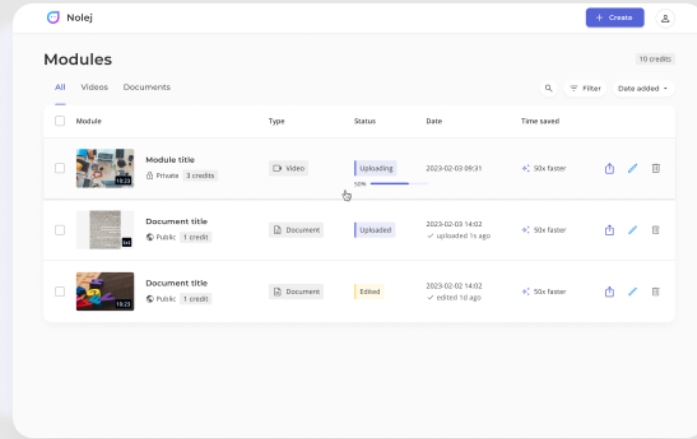 Nolej
+ Create
Modules
10 credits
All Videos Documents
Filter Date added
Module Type Status Date Time saved
Module title
Private 3 credits
18:23
Video
Uploading
50%
2023-02-03 09:31
50x faster
Document title
Public 1 credit
txt
Document
Uploaded
2023-02-03 14:02
uploaded 1s ago
50x faster
Document title
Public 1 credit
18:23
Document
Edited
2023-02-02 14:02
edited 1d ago
50x faster